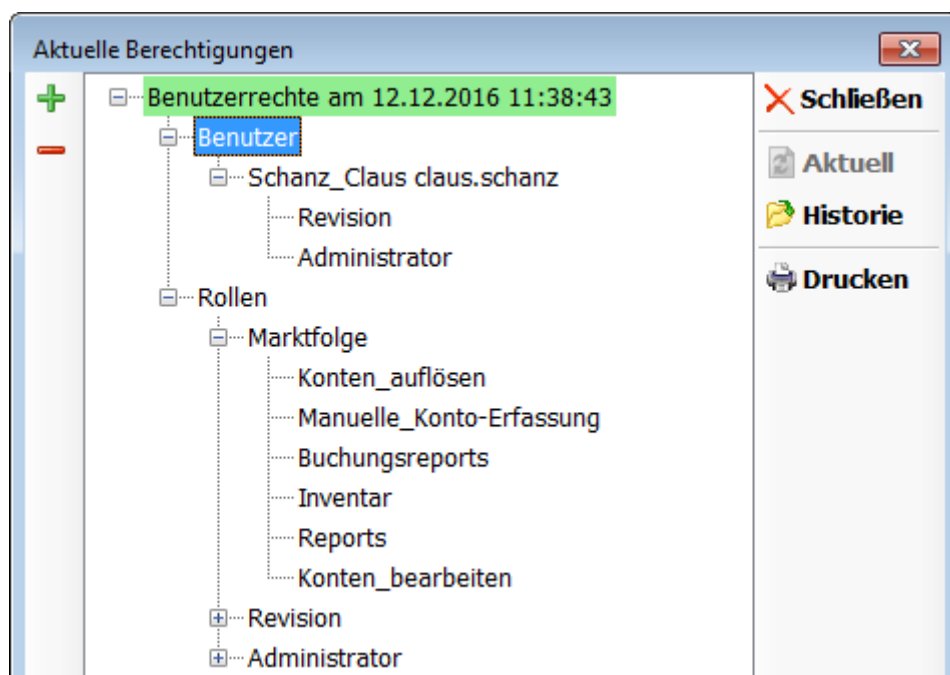 Aktuelle Berechtigungen
Benutzerrechte am 12.12.2016 11:38:43
Benutzer
Schanz_Claus claus.schanz
Revision
Administrator
Rollen
Marktfolge
Konten_auflösen
Manuelle_Konto-Erfassung
Buchungsreports
Inventar
Reports
Konten_bearbeiten
Revision
Administrator
Schließen
Aktuell
Historie
Drucken